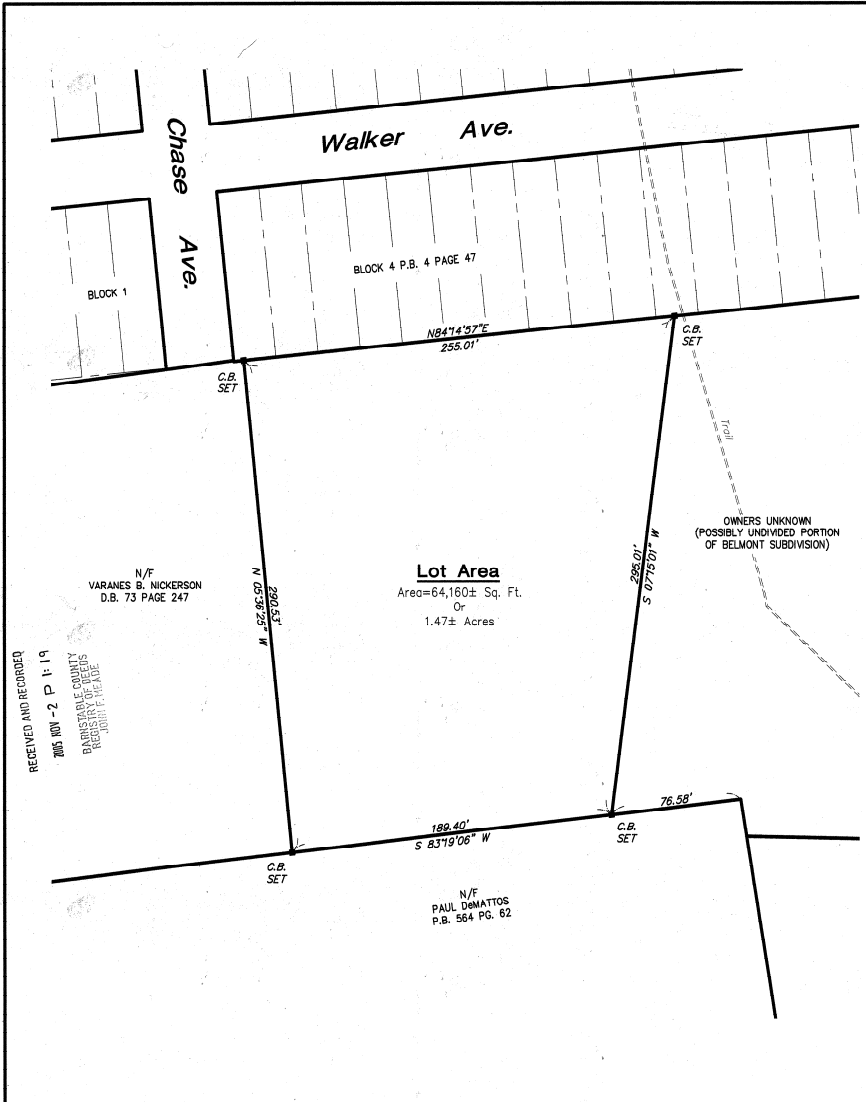 Chase Ave.
Walker Ave.
BLOCK 1
BLOCK 4 P.B. 4 PAGE 47
N84°14'57"E
255.01'
C.B.
SET
C.B.
SET
Trail
OWNERS UNKNOWN
(POSSIBLY UNDIVIDED PORTION
OF BELMONT SUBDIVISION)
N/F
VARANES B. NICKERSON
D.B. 73 PAGE 247
290.53'
N 05°36'25" W
Lot Area
Area=64,160± Sq. Ft.
Or
1.47± Acres
295.01'
S 07°15'01" W
RECEIVED AND RECORDED
2005 NOV -2 P 1:19
BARNSTABLE COUNTY
REGISTRY OF DEEDS
JOHN F. MEADE
76.58'
189.40'
S 83°19'06" W
C.B.
SET
C.B.
SET
N/F
PAUL DeMATTOS
P.B. 564 PG. 62